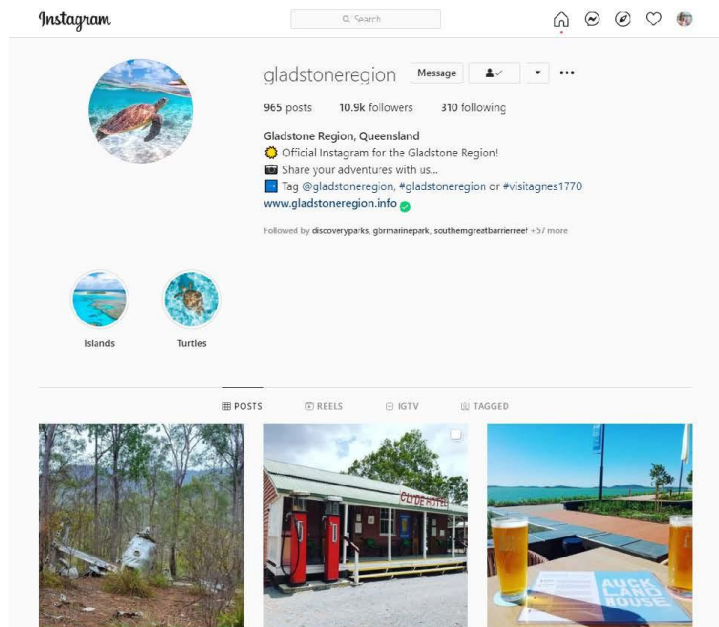 Instagram
Search
gladstoneregion
Message
965 posts 10.9k followers 310 following
Gladstone Region, Queensland
Official Instagram for the Gladstone Region!
Share your adventures with us...
Tag @gladstoneregion, #gladstoneregion or #visitagnes1770
www.gladstoneregion.info
Followed by discoveryparks, gbrmarinepark, southerngreatbarrierreef +57 more
Islands Turtles
POSTS REELS IGTV TAGGED
CLYDE HOTEL
AUCK
LAND
HOUSE